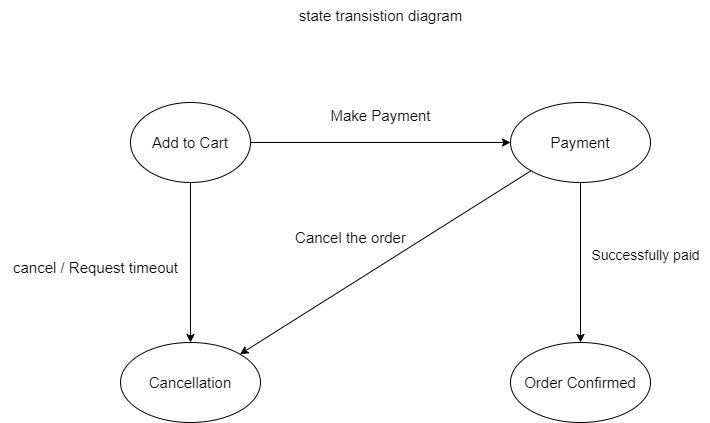 state transistion diagram
Make Payment
Add to Cart
Payment
Cancel the order
Successfully paid
cancel / Request timeout
Cancellation
Order Confirmed